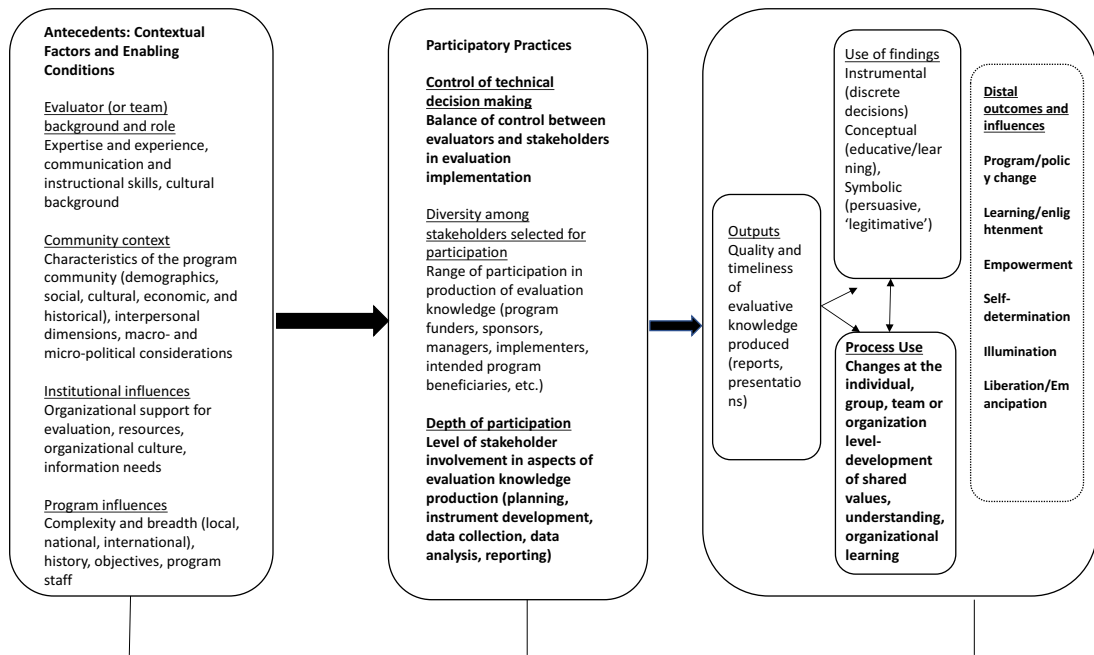 Antecedents: Contextual
Factors and Enabling
Conditions
Evaluator (or team)
background and role
Expertise and experience,
communication and
instructional skills, cultural
background
Community context
Characteristics of the program
community (demographics,
social, cultural, economic, and
historical), interpersonal
dimensions, macro- and
micro-political considerations
Institutional influences
Organizational support for
evaluation, resources,
organizational culture,
information needs
Program influences
Complexity and breadth (local,
national, international),
history, objectives, program
staff
Participatory Practices
Control of technical
decision making
Balance of control between
evaluators and stakeholders
in evaluation
implementation
Diversity among
stakeholders selected for
participation
Range of participation in
production of evaluation
knowledge (program
funders, sponsors,
managers, implementers,
intended program
beneficiaries, etc.)
Depth of participation
Level of stakeholder
involvement in aspects of
evaluation knowledge
production (planning,
instrument development,
data collection, data
analysis, reporting)
Outputs
Quality and
timeliness
of
evaluative
knowledge
produced
(reports,
presentatio
ns)
Use of findings
Instrumental
(discrete
decisions)
Conceptual
(educative/lear
ning),
Symbolic
(persuasive,
‘legitimative’)
Process Use
Changes at the
individual,
group, team or
organization
level-
development
of shared
values,
understanding,
organizational
learning
Distal
outcomes and
influences
Program/polic
y change
Learning/enlig
htenment
Empowerment
Self-
determination
Illumination
Liberation/Em
ancipation